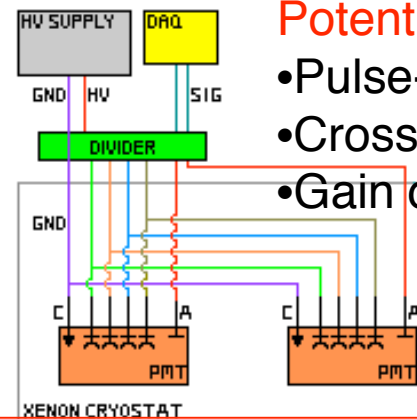 HV SUPPLY
DAQ
Potent
•Pulse-
•Cross
•Gain
GND
HV
SIG
DIVIDER
GND
C
A
C
A
PMT
PMT
XENON CRYOSTAT